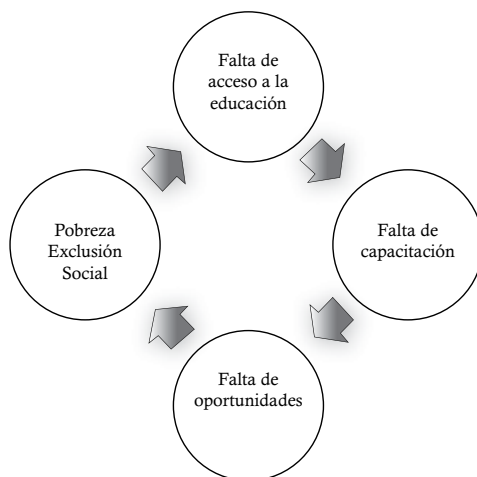 Falta de
acceso a la
educación
Pobreza
Exclusión
Social
Falta de
capacitación
Falta de
oportunidades